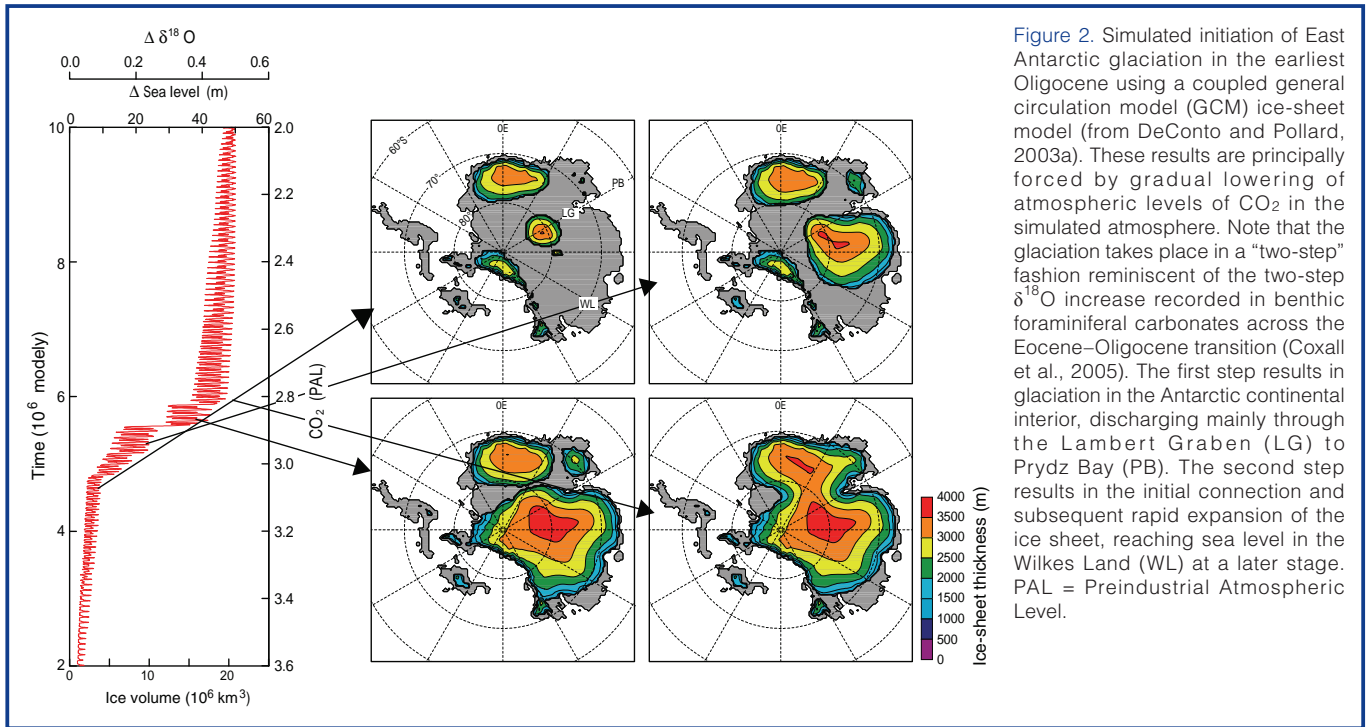 Δ δ18 O
0.0 0.2 0.4 0.6
Δ Sea level (m)
0 20 40 60
10
8
6
4
2
Time (10⁶ modely)
0 10 20
Ice volume (10⁶ km³)
2.0
2.2
2.4
2.6
2.8
3.0
3.2
3.4
3.6
CO₂ (PAL)
0E
60°S
70°
80°
PB
LG
WL
0E
0E
0E
4000
3500
3000
2500
2000
1500
1000
500
0
Ice-sheet thickness (m)
Figure 2. Simulated initiation of East
Antarctic glaciation in the earliest
Oligocene using a coupled general
circulation model (GCM) ice-sheet
model (from DeConto and Pollard,
2003a). These results are principally
forced by gradual lowering of
atmospheric levels of CO₂ in the
simulated atmosphere. Note that the
glaciation takes place in a “two-step”
fashion reminiscent of the two-step
δ¹⁸O increase recorded in benthic
foraminiferal carbonates across the
Eocene–Oligocene transition (Coxall
et al., 2005). The first step results in
glaciation in the Antarctic continental
interior, discharging mainly through
the Lambert Graben (LG) to
Prydz Bay (PB). The second step
results in the initial connection and
subsequent rapid expansion of the
ice sheet, reaching sea level in the
Wilkes Land (WL) at a later stage.
PAL = Preindustrial Atmospheric
Level.